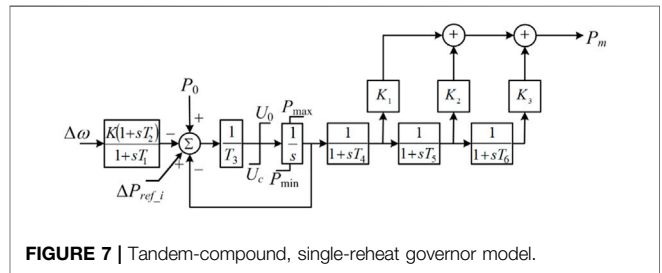 P_m
+ +
K_1 K_2 K_3
P_0
+ U_0 P_max
Δω K(1+sT_2)/1+sT_1 − Σ 1/T_3 1/s 1/1+sT_4 1/1+sT_5 1/1+sT_6
+ − U_c P_min
ΔP_ref_i
FIGURE 7 | Tandem-compound, single-reheat governor model.